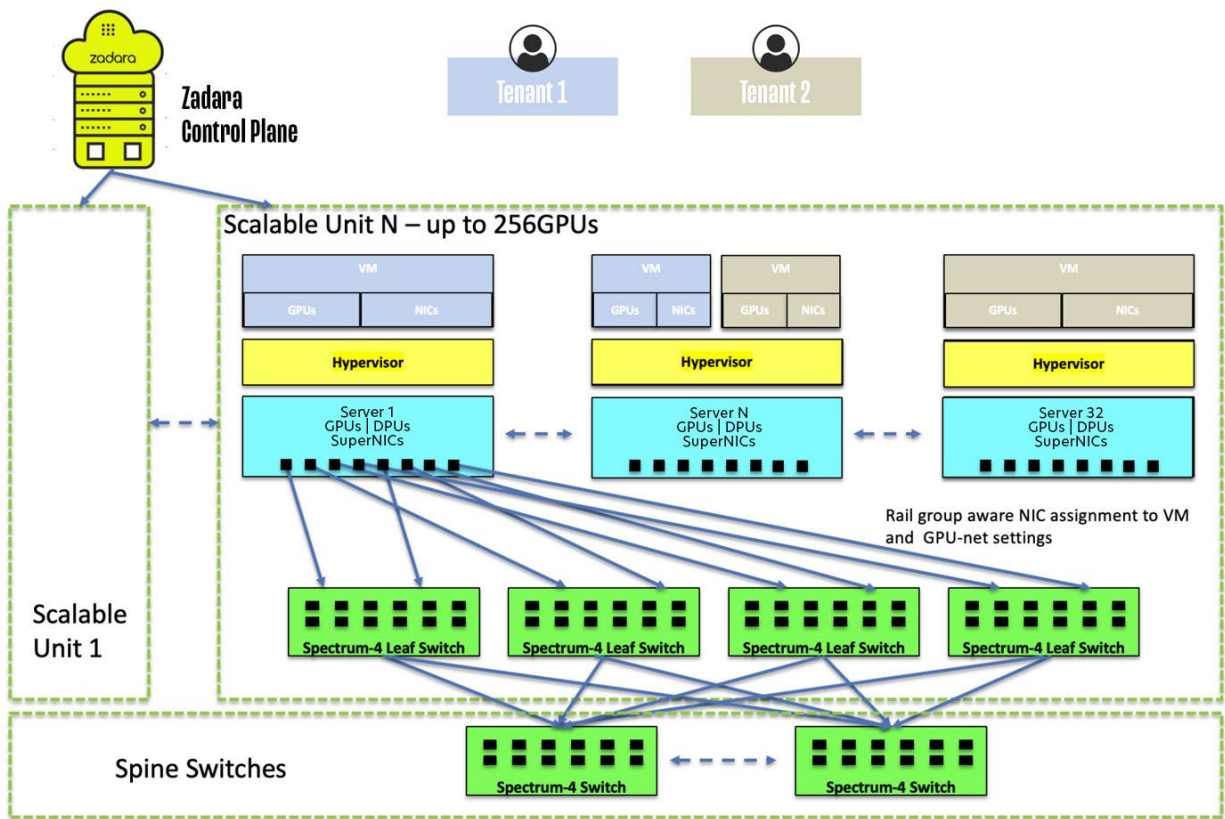 zadara
Zadara
Control Plane
Tenant 1
Tenant 2
Scalable Unit N – up to 256GPUs
VM
GPUs
NICs
VM
GPUs
NICs
VM
GPUs
NICs
VM
GPUs
NICs
Hypervisor
Hypervisor
Hypervisor
Server 1
GPUs | DPUs
SuperNICs
Server N
GPUs | DPUs
SuperNICs
Server 32
GPUs | DPUs
SuperNICs
Rail group aware NIC assignment to VM
and GPU-net settings
Scalable
Unit 1
Spectrum-4 Leaf Switch
Spectrum-4 Leaf Switch
Spectrum-4 Leaf Switch
Spectrum-4 Leaf Switch
Spine Switches
Spectrum-4 Switch
Spectrum-4 Switch